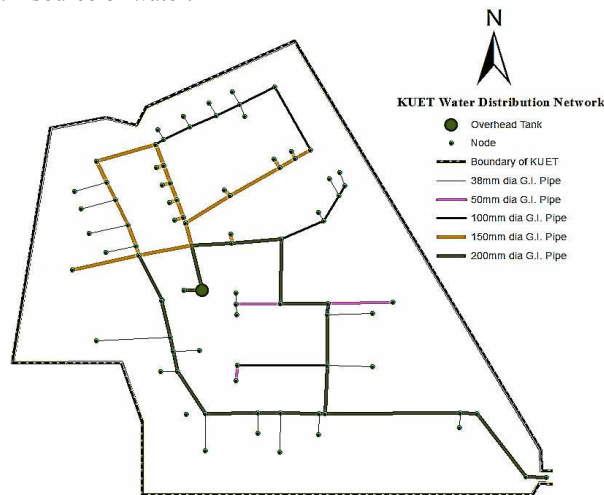 N
KUET Water Distribution Network
Overhead Tank
Node
Boundary of KUET
38mm dia G.I. Pipe
50mm dia G.I. Pipe
100mm dia G.I. Pipe
150mm dia G.I. Pipe
200mm dia G.I. Pipe